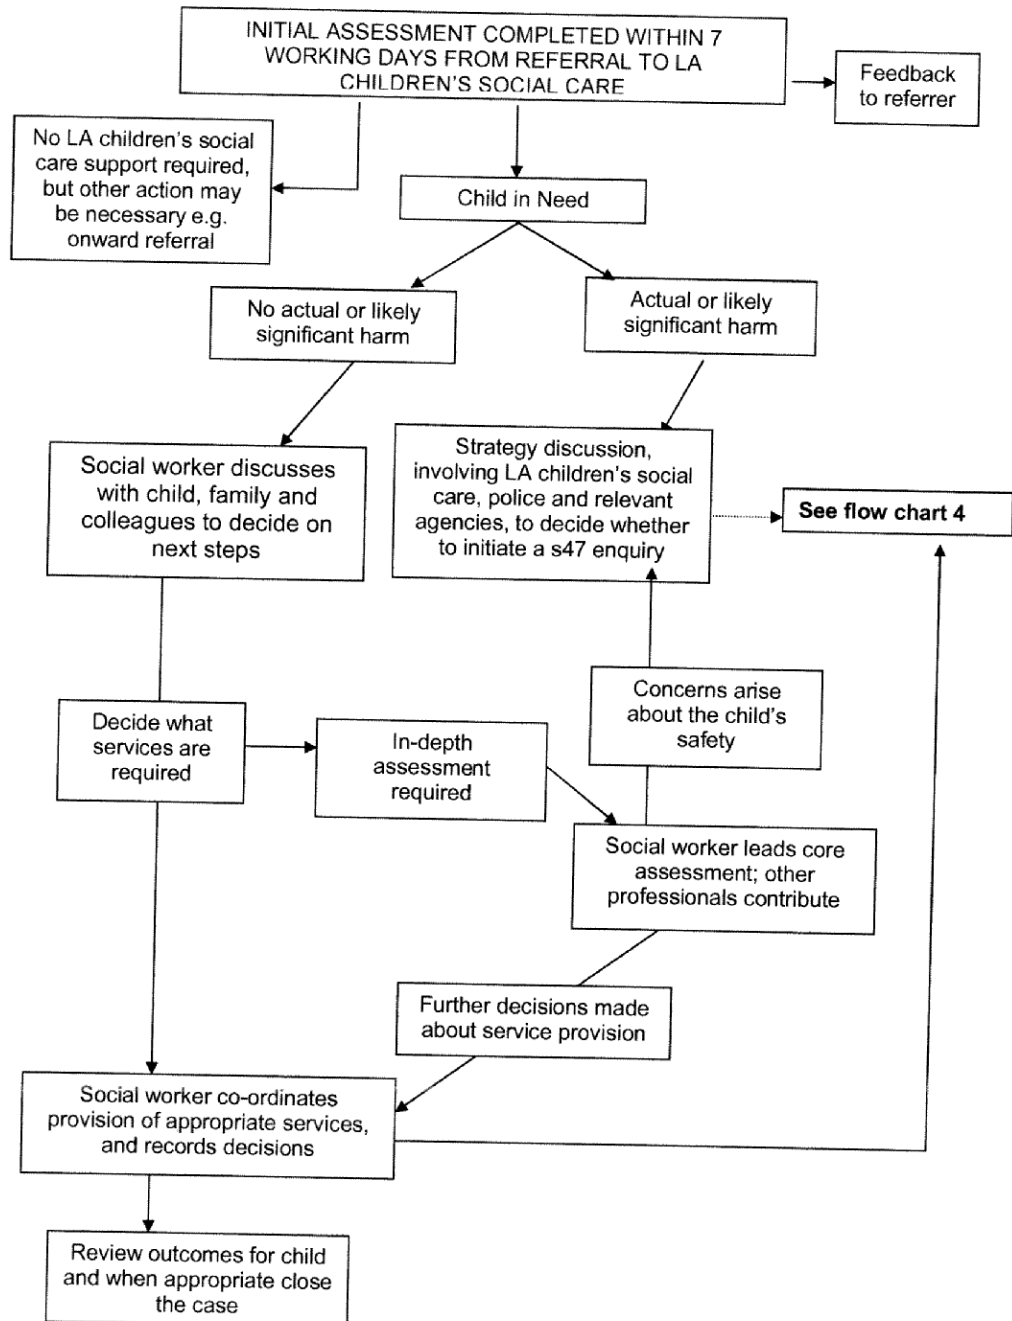 INITIAL ASSESSMENT COMPLETED WITHIN 7
WORKING DAYS FROM REFERRAL TO LA
CHILDREN'S SOCIAL CARE
Feedback
to referrer
No LA children's social
care support required,
but other action may
be necessary e.g.
onward referral
Child in Need
No actual or likely
significant harm
Actual or likely
significant harm
Social worker discusses
with child, family and
colleagues to decide on
next steps
Strategy discussion,
involving LA children's social
care, police and relevant
agencies, to decide whether
to initiate a s47 enquiry
See flow chart 4
Concerns arise
about the child's
safety
Decide what
services are
required
In-depth
assessment
required
Social worker leads core
assessment; other
professionals contribute
Further decisions made
about service provision
Social worker co-ordinates
provision of appropriate services,
and records decisions
Review outcomes for child
and when appropriate close
the case